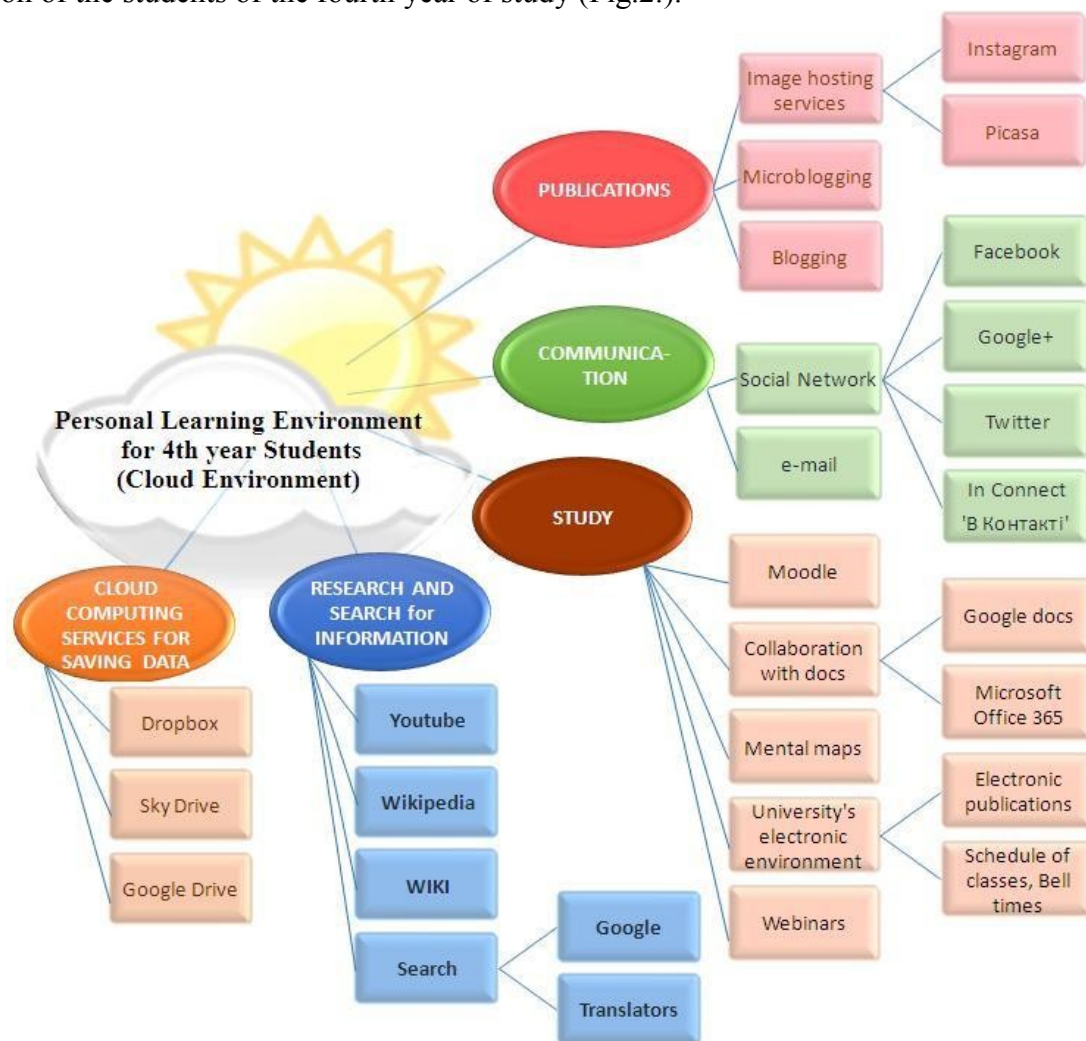 on of the students of the fourth year of study (Fig.2.).
Instagram
Image hosting
services
Picasa
PUBLICATIONS
Microblogging
Blogging
Facebook
COMMUNICA-
TION
Google+
Social Network
Personal Learning Environment
for 4th year Students
(Cloud Environment)
Twitter
e-mail
In Connect
'В Контакті'
STUDY
Moodle
CLOUD
COMPUTING
SERVICES FOR
SAVING DATA
RESEARCH AND
SEARCH for
INFORMATION
Google docs
Collaboration
with docs
Microsoft
Office 365
Dropbox
Youtube
Mental maps
Electronic
publications
Sky Drive
Wikipedia
University's
electronic
environment
Schedule of
classes, Bell
times
Google Drive
WIKI
Webinars
Google
Search
Translators